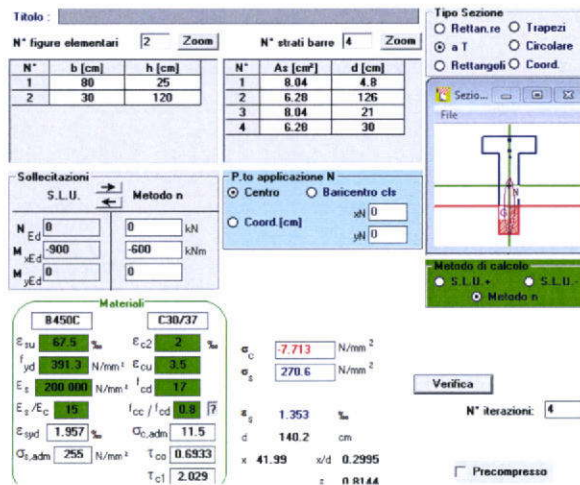 Titolo :
N° figure elementari 2 Zoom N° strati barre 4 Zoom
N° b [cm] h [cm]
1 80 25
2 30 120
N° As [cm²] d [cm]
1 8.04 4.8
2 6.28 126
3 8.04 21
4 6.28 30
Tipo Sezione
Rettan.re Trapezi
a T Circolare
Rettangoli Coord.
Sezio...
File
N
G
Sollecitazioni
S.L.U. Metodo n
N Ed 0 0 kN
M xEd -900 -600 kNm
M yEd 0 0
P.to applicazione N
Centro Baricentro cls
Coord.[cm] xN 0
yN 0
Metodo di calcolo
S.L.U.+ S.L.U.-
Metodo n
Materiali
B450C C30/37
εsu 67.5 ‰ εc2 2 ‰
fyd 391.3 N/mm² εcu 3.5
Es 200.000 N/mm² fcd 17
Es/Ec 15 fcc/fcd 0.8 ?
εsyd 1.957 ‰ σc,adm 11.5
σs,adm 255 N/mm² τco 0.6933
τc1 2.029
σc -7.713 N/mm²
σs 270.6 N/mm²
εs 1.353 ‰
d 140.2 cm
x 41.99 x/d 0.2995
0.8144
Verifica
N° iterazioni: 4
Precompresso